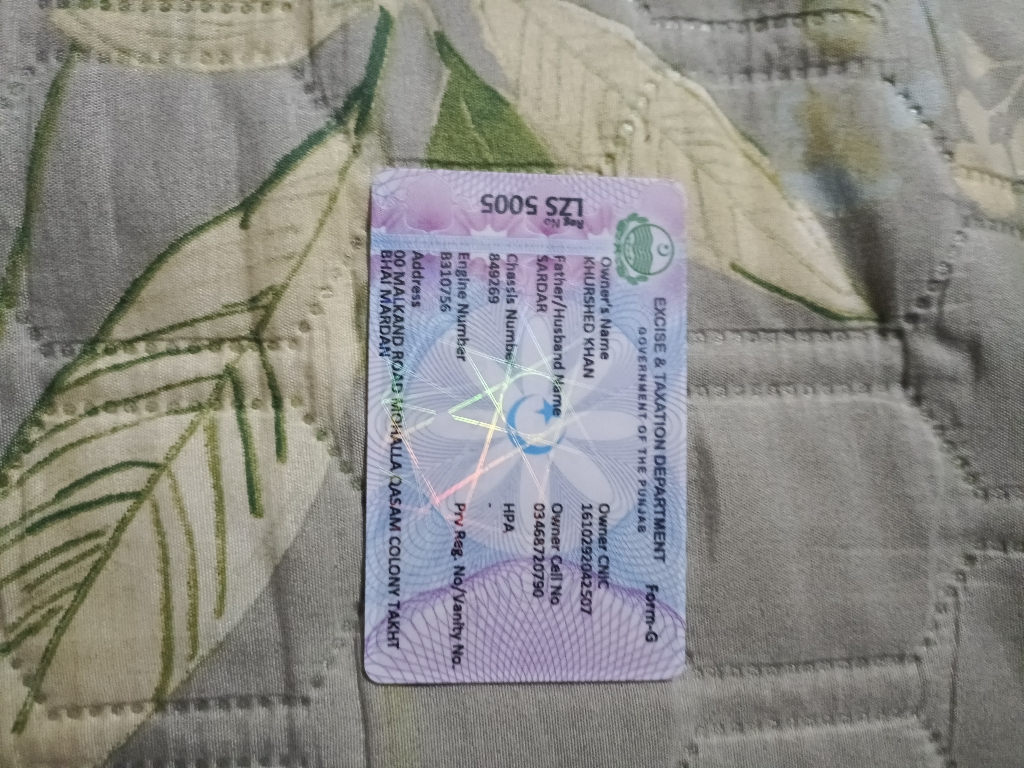 EXCISE & TAXATION DEPARTMENT
GOVERNMENT OF THE PUNJAB
Form-G
Reg No
LZS 5005
Owner's Name
KHURSHED KHAN
Owner CNIC
1610292042507
Father/Husband Name
SARDAR
Owner Cell No
03468720790
Chassis Number
849269
HPA
-
Engine Number
B310756
Prv Reg. No/Vanity No.
Address
00 MALKAND ROAD MOHALLA QASAM COLONY TAKHT
BHAI MARDAN